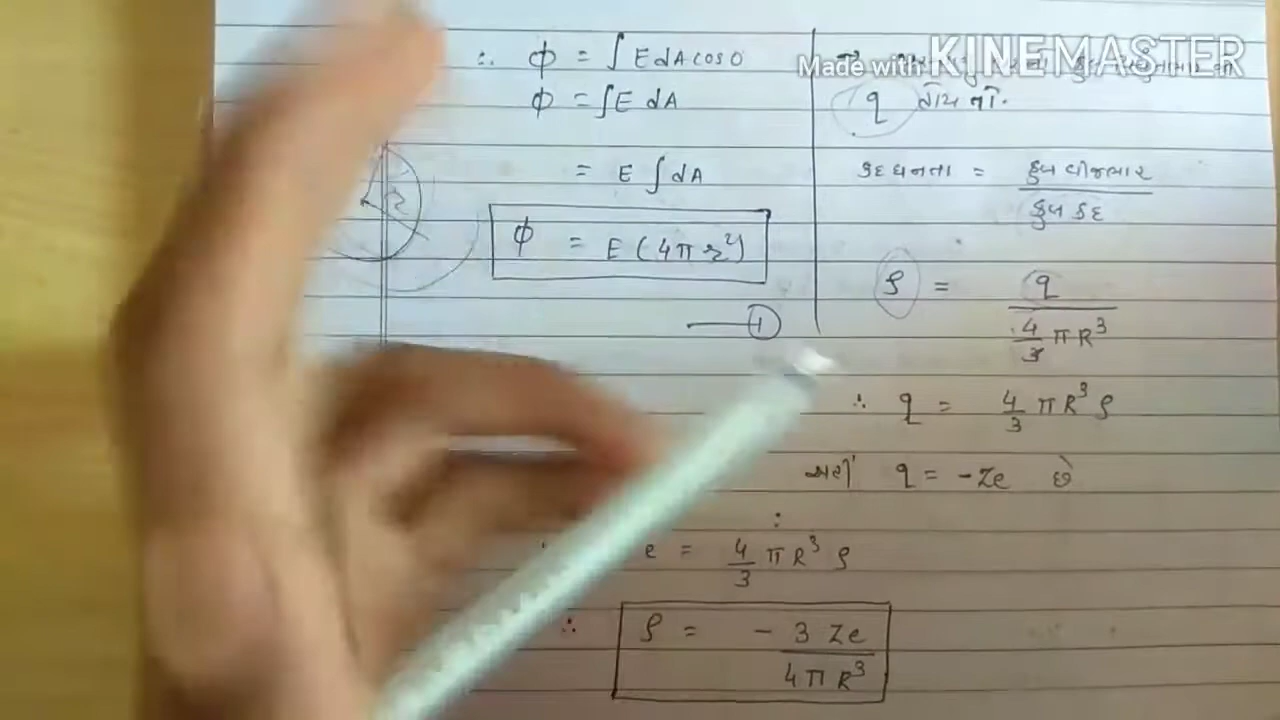 ∴ ϕ = ∫ E dA cos 0
ϕ = ∫ E dA
= E ∫ dA
ϕ = E (4π r²)
1
Made with KINEMASTER
q હોય તો.
કદ ઘનતા = કુલ વીજભાર / કુલ કદ
ρ = q / 4/3 π R³
∴ q = 4/3 π R³ ρ
અહીં q = -Ze છે
e = 4/3 π R³ ρ
∴ ρ = - 3 Ze / 4π R³
R